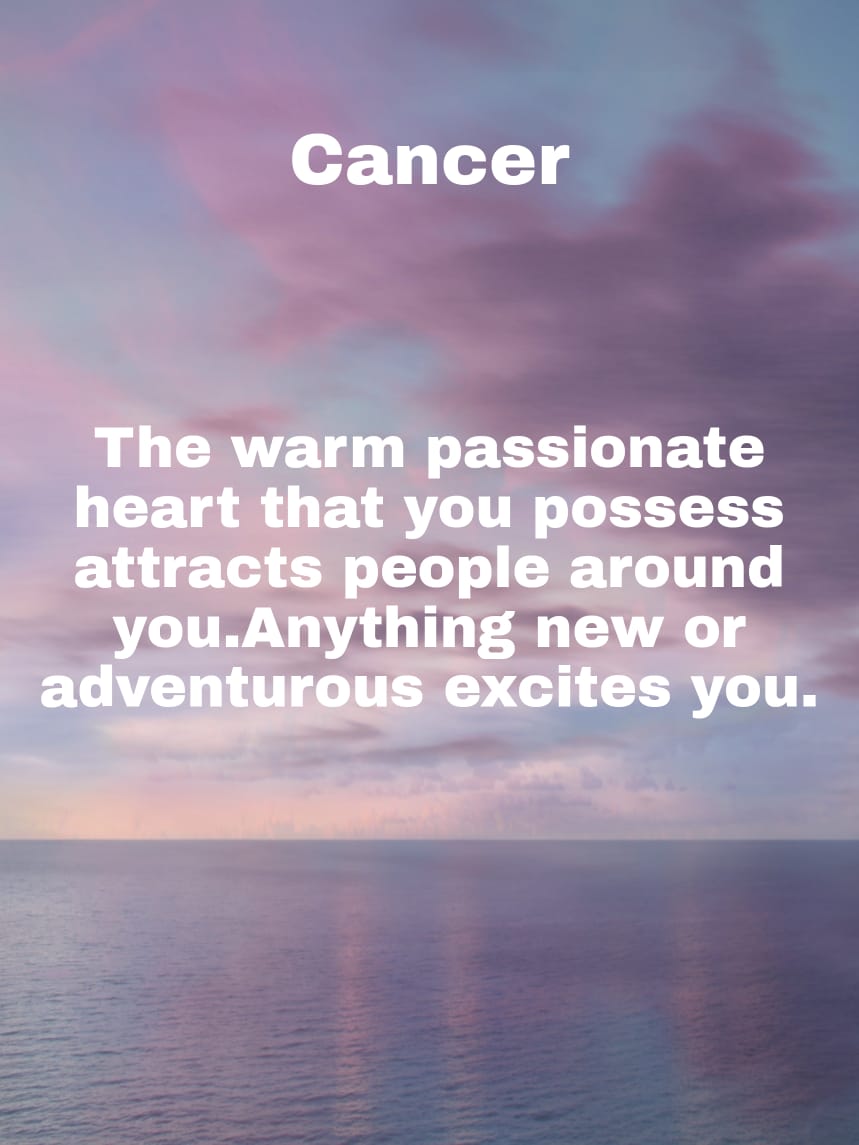 Cancer
The warm passionate
heart that you possess
attracts people around
you.Anything new or
adventurous excites you.